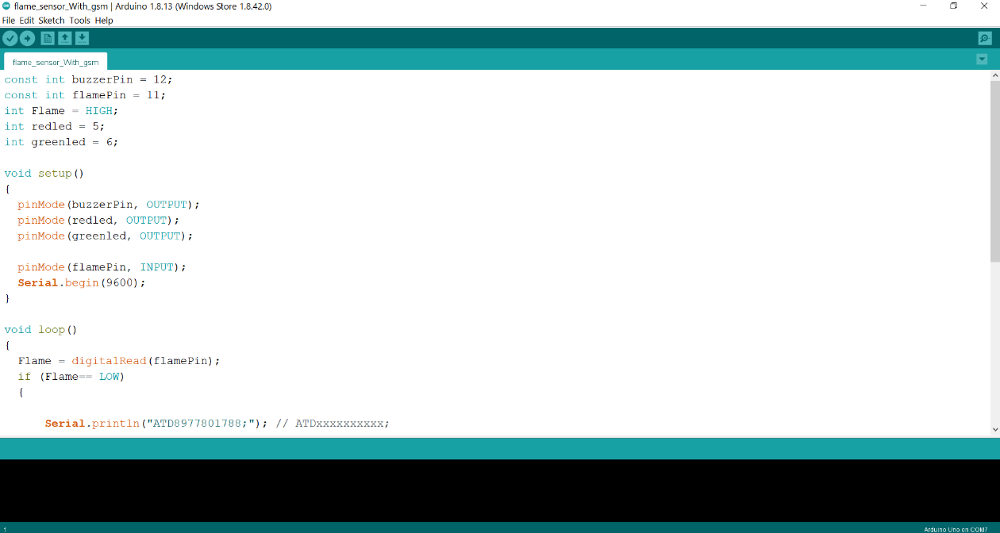 flame_sensor_With_gsm | Arduino 1.8.13 (Windows Store 1.8.42.0)
File Edit Sketch Tools Help
flame_sensor_With_gsm
const int buzzerPin = 12;
const int flamePin = 11;
int Flame = HIGH;
int redled = 5;
int greenled = 6;
void setup()
{
pinMode(buzzerPin, OUTPUT);
pinMode(redled, OUTPUT);
pinMode(greenled, OUTPUT);
pinMode(flamePin, INPUT);
Serial.begin(9600);
}
void loop()
{
Flame = digitalRead(flamePin);
if (Flame== LOW)
{
Serial.println("ATD8977801788;"); // ATDxxxxxxxxxx;
1
Arduino Uno on COM7